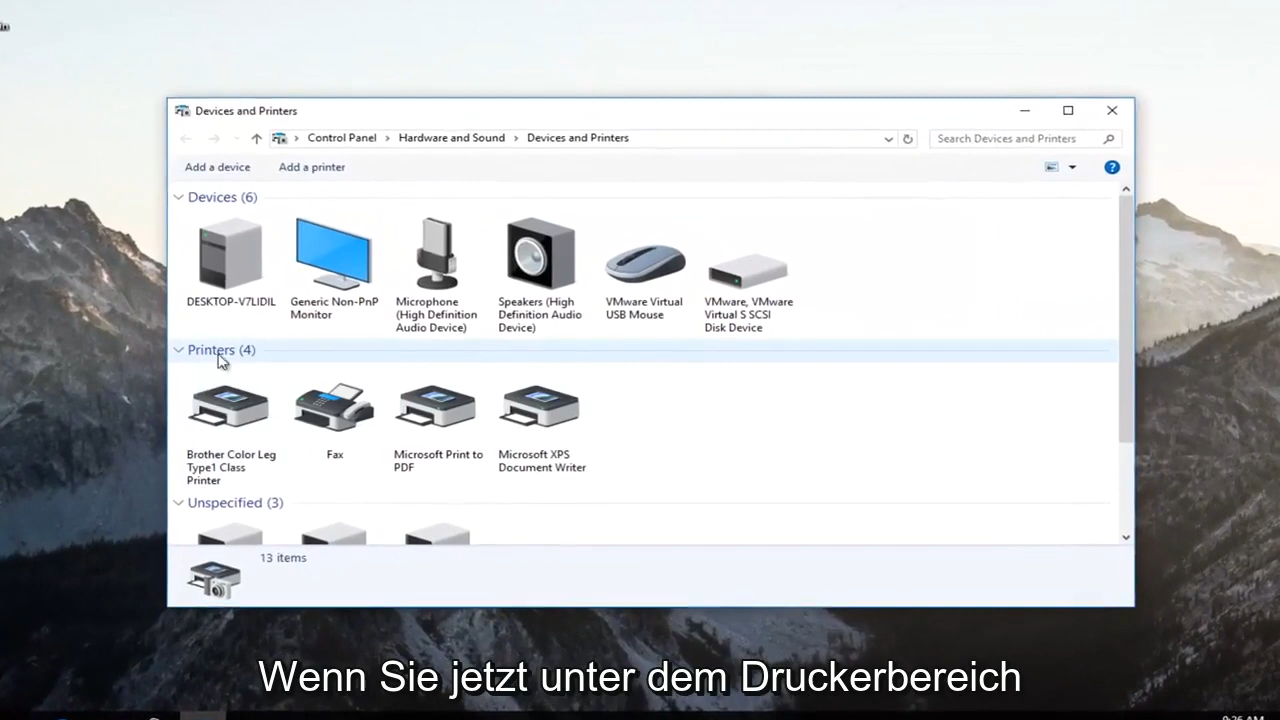 Devices and Printers
Control Panel > Hardware and Sound > Devices and Printers
Search Devices and Printers
Add a device
Add a printer
Devices (6)
DESKTOP-V7LIDIL
Generic Non-PnP
Monitor
Microphone
(High Definition
Audio Device)
Speakers (High
Definition Audio
Device)
VMware Virtual
USB Mouse
VMware, VMware
Virtual S SCSI
Disk Device
Printers (4)
Brother Color Leg
Type1 Class
Printer
Fax
Microsoft Print to
PDF
Microsoft XPS
Document Writer
Unspecified (3)
13 items
Wenn Sie jetzt unter dem Druckerbereich